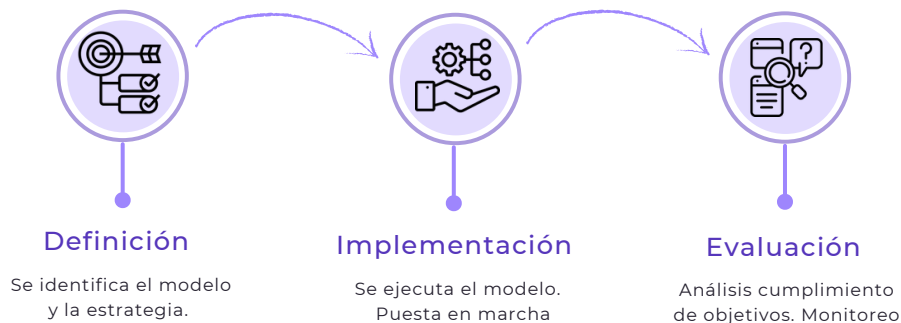 Definición
Se identifica el modelo
y la estrategia.
Implementación
Se ejecuta el modelo.
Puesta en marcha
Evaluación
Análisis cumplimiento
de objetivos. Monitoreo
?